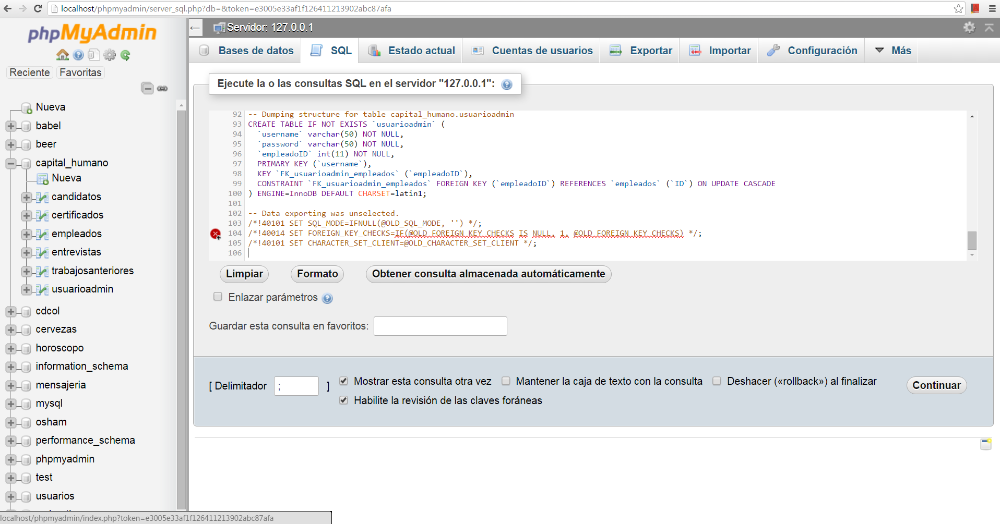 localhost/phpmyadmin/server_sql.php?db=&token=e3005e33af1f126411213902abc87afa
phpMyAdmin
Reciente Favoritas
Nueva
babel
beer
capital_humano
Nueva
candidatos
certificados
empleados
entrevistas
trabajosanteriores
usuarioadmin
cdcol
cervezas
horoscopo
information_schema
mensajeria
mysql
osham
performance_schema
phpmyadmin
test
usuarios
localhost/phpmyadmin/index.php?token=e3005e33af1f126411213902abc87afa
Servidor: 127.0.0.1
Bases de datos SQL Estado actual Cuentas de usuarios Exportar Importar Configuración Más
Ejecute la o las consultas SQL en el servidor "127.0.0.1":
92 -- Dumping structure for table capital_humano.usuarioadmin
93 CREATE TABLE IF NOT EXISTS `usuarioadmin` (
94 `username` varchar(50) NOT NULL,
95 `password` varchar(50) NOT NULL,
96 `empleadoID` int(11) NOT NULL,
97 PRIMARY KEY (`username`),
98 KEY `FK_usuarioadmin_empleados` (`empleadoID`),
99 CONSTRAINT `FK_usuarioadmin_empleados` FOREIGN KEY (`empleadoID`) REFERENCES `empleados` (`ID`) ON UPDATE CASCADE
100 ) ENGINE=InnoDB DEFAULT CHARSET=latin1;
101
102 -- Data exporting was unselected.
103 /*!40101 SET SQL_MODE=IFNULL(@OLD_SQL_MODE, '') */;
104 /*!40014 SET FOREIGN_KEY_CHECKS=IF(@OLD_FOREIGN_KEY_CHECKS IS NULL, 1, @OLD_FOREIGN_KEY_CHECKS) */;
105 /*!40101 SET CHARACTER_SET_CLIENT=@OLD_CHARACTER_SET_CLIENT */;
106
Limpiar Formato Obtener consulta almacenada automáticamente
Enlazar parámetros
Guardar esta consulta en favoritos:
[ Delimitador ; ] Mostrar esta consulta otra vez Mantener la caja de texto con la consulta Deshacer («rollback») al finalizar Continuar
Habilite la revisión de las claves foráneas